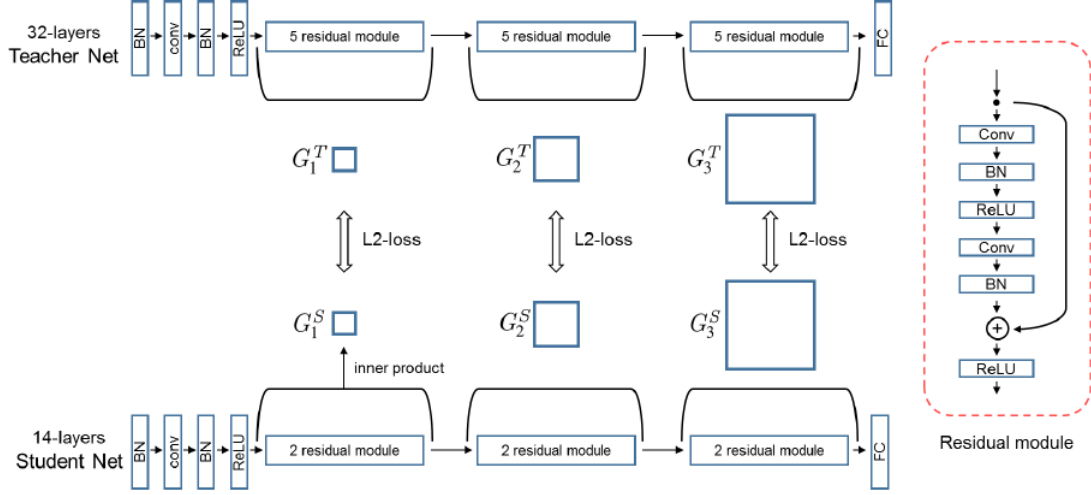 32-layers
Teacher Net
BN
conv
BN
ReLU
5 residual module
5 residual module
5 residual module
FC
G_1^T
G_2^T
G_3^T
L2-loss
L2-loss
L2-loss
G_1^S
G_2^S
G_3^S
inner product
14-layers
Student Net
BN
conv
BN
ReLU
2 residual module
2 residual module
2 residual module
FC
Conv
BN
ReLU
Conv
BN
+
ReLU
Residual module